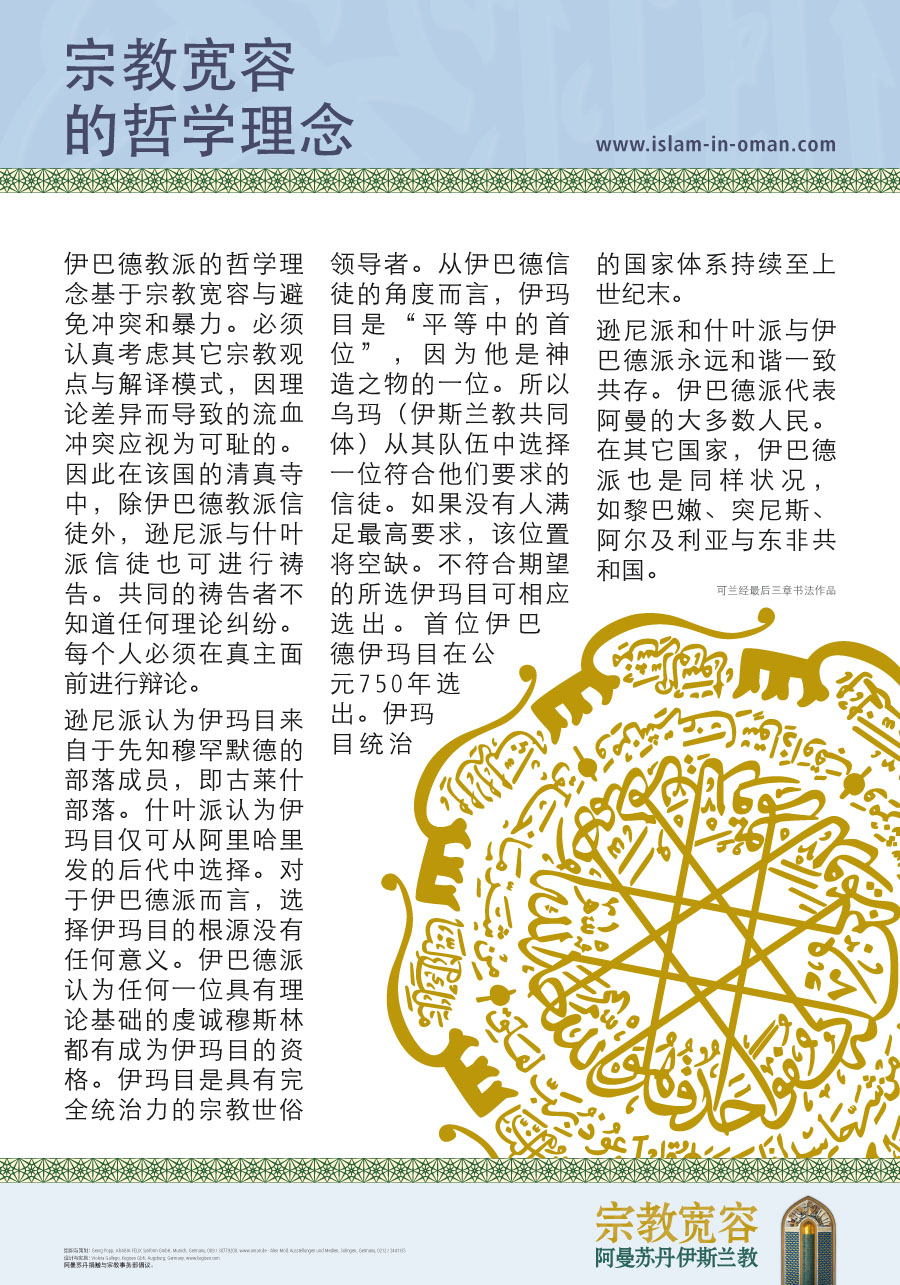 宗教宽容
的哲学理念
www.islam-in-oman.com
伊巴德教派的哲学理
念基于宗教宽容与避
免冲突和暴力。必须
认真考虑其它宗教观
点与解译模式，因理
论差异而导致的流血
冲突应视为可耻的。
因此在该国的清真寺
中，除伊巴德教派信
徒外，逊尼派与什叶
派信徒也可进行祷
告。共同的祷告者不
知道任何理论纠纷。
每个人必须在真主面
前进行辩论。
逊尼派认为伊玛目来
自于先知穆罕默德的
部落成员，即古莱什
部落。什叶派认为伊
玛目仅可从阿里哈里
发的后代中选择。对
于伊巴德派而言，选
择伊玛目的根源没有
任何意义。伊巴德派
认为任何一位具有理
论基础的虔诚穆斯林
都有成为伊玛目的资
格。伊玛目是具有完
全统治力的宗教世俗
领导者。从伊巴德信
徒的角度而言，伊玛
目是“平等中的首
位”，因为他是神
造之物的一位。所以
乌玛（伊斯兰教共同
体）从其队伍中选择
一位符合他们要求的
信徒。如果没有人满
足最高要求，该位置
将空缺。不符合期望
的所选伊玛目可相应
选出。首位伊巴
德伊玛目在公
元750年选
出。伊玛
目统治
的国家体系持续至上
世纪末。
逊尼派和什叶派与伊
巴德派永远和谐一致
共存。伊巴德派代表
阿曼的大多数人民。
在其它国家，伊巴德
派也是同样状况，
如黎巴嫩、突尼斯、
阿尔及利亚与东非共
和国。
可兰经最后三章书法作品
宗教宽容
阿曼苏丹伊斯兰教